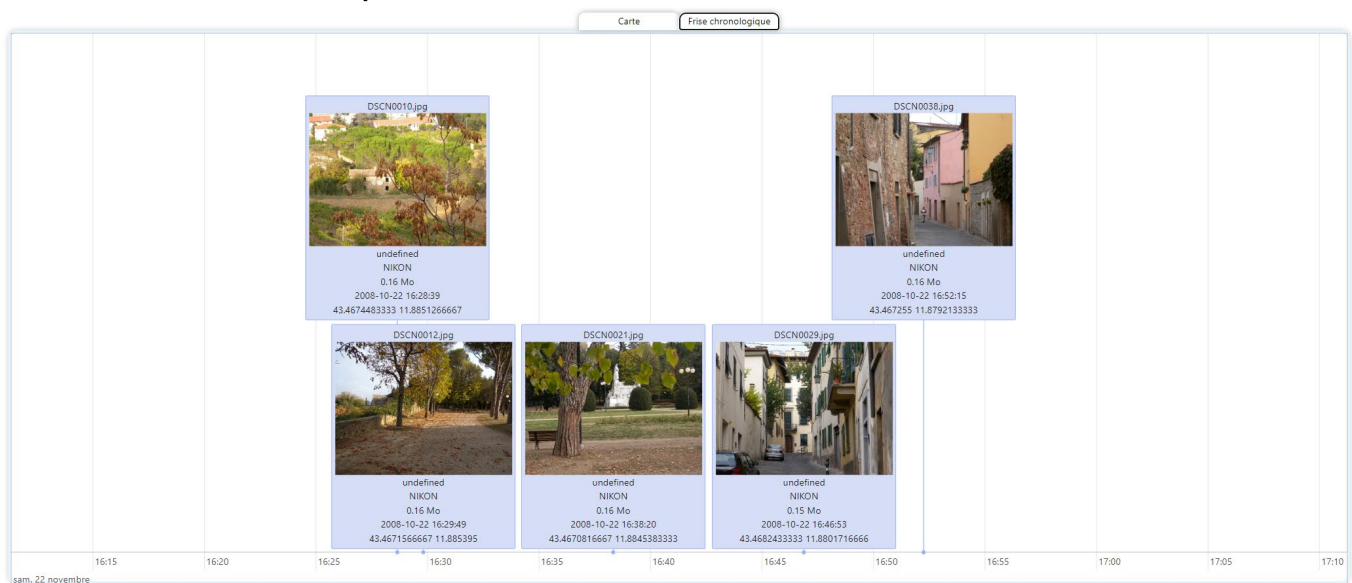 Carte
Frise chronologique
DSCN0010.jpg
undefined
NIKON
0.16 Mo
2008-10-22 16:28:39
43.4674483333 11.8851266667
DSCN0038.jpg
undefined
NIKON
0.16 Mo
2008-10-22 16:52:15
43.467255 11.8792133333
DSCN0012.jpg
undefined
NIKON
0.16 Mo
2008-10-22 16:29:49
43.4671566667 11.885395
DSCN0021.jpg
undefined
NIKON
0.16 Mo
2008-10-22 16:38:20
43.4670816667 11.8845383333
DSCN0029.jpg
undefined
NIKON
0.15 Mo
2008-10-22 16:46:53
43.4682433333 11.8801716666
16:15 16:20 16:25 16:30 16:35 16:40 16:45 16:50 16:55 17:00 17:05 17:10
sam. 22 novembre